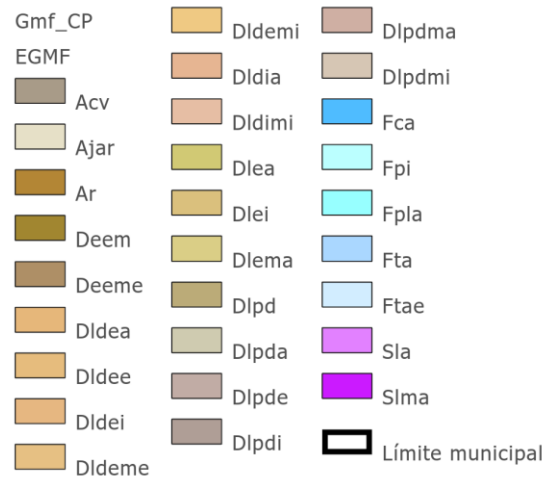 Gmf_CP
EGMF
Acv
Ajar
Ar
Deem
Deeme
Dldea
Dldee
Dldei
Dldeme
Dldemi
Dldia
Dldimi
Dlea
Dlei
Dlema
Dlpd
Dlpda
Dlpde
Dlpdi
Dlpdma
Dlpdmi
Fca
Fpi
Fpla
Fta
Ftae
Sla
Slma
Límite municipal